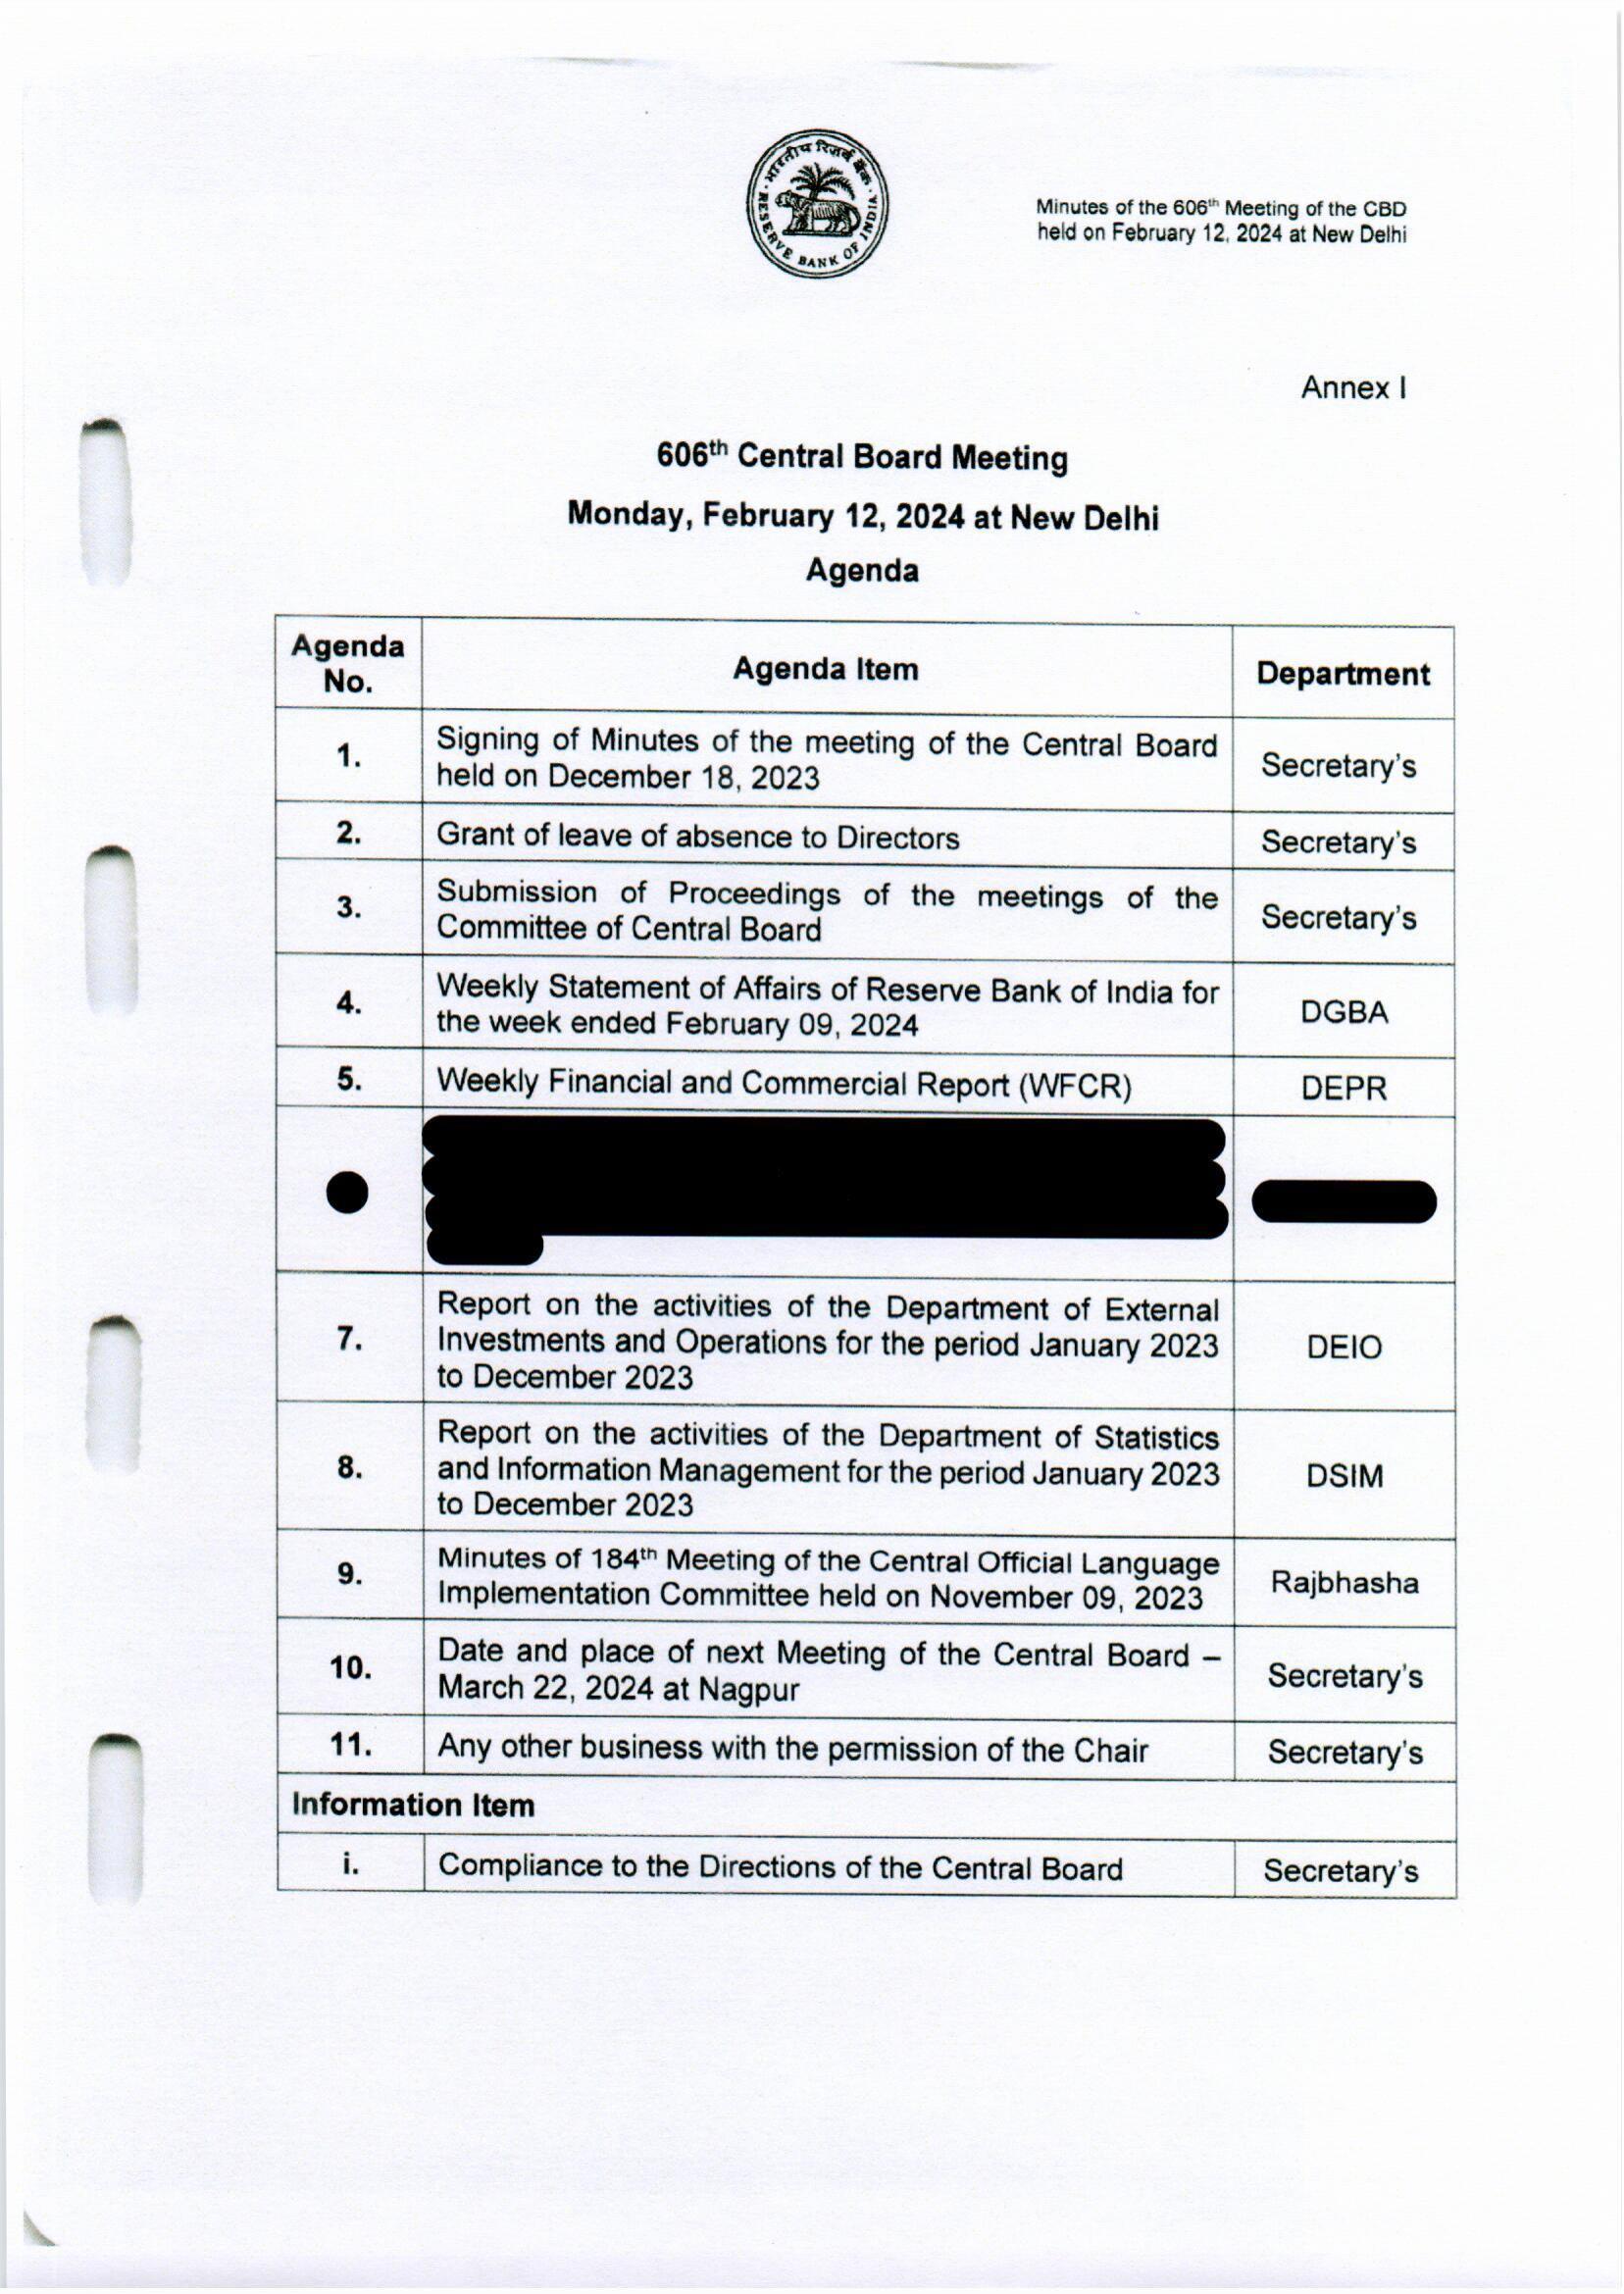 भारतीय रिज़र्व बैंक
RESERVE BANK OF INDIA
Minutes of the 606th Meeting of the CBD
held on February 12, 2024 at New Delhi
Annex I
606th Central Board Meeting
Monday, February 12, 2024 at New Delhi
Agenda
Agenda No. Agenda Item Department
1. Signing of Minutes of the meeting of the Central Board Secretary's
held on December 18, 2023
2. Grant of leave of absence to Directors Secretary's
3. Submission of Proceedings of the meetings of the Secretary's
Committee of Central Board
4. Weekly Statement of Affairs of Reserve Bank of India for DGBA
the week ended February 09, 2024
5. Weekly Financial and Commercial Report (WFCR) DEPR
7. Report on the activities of the Department of External DEIO
Investments and Operations for the period January 2023
to December 2023
8. Report on the activities of the Department of Statistics DSIM
and Information Management for the period January 2023
to December 2023
9. Minutes of 184th Meeting of the Central Official Language Rajbhasha
Implementation Committee held on November 09, 2023
10. Date and place of next Meeting of the Central Board – Secretary's
March 22, 2024 at Nagpur
11. Any other business with the permission of the Chair Secretary's
Information Item
i. Compliance to the Directions of the Central Board Secretary's